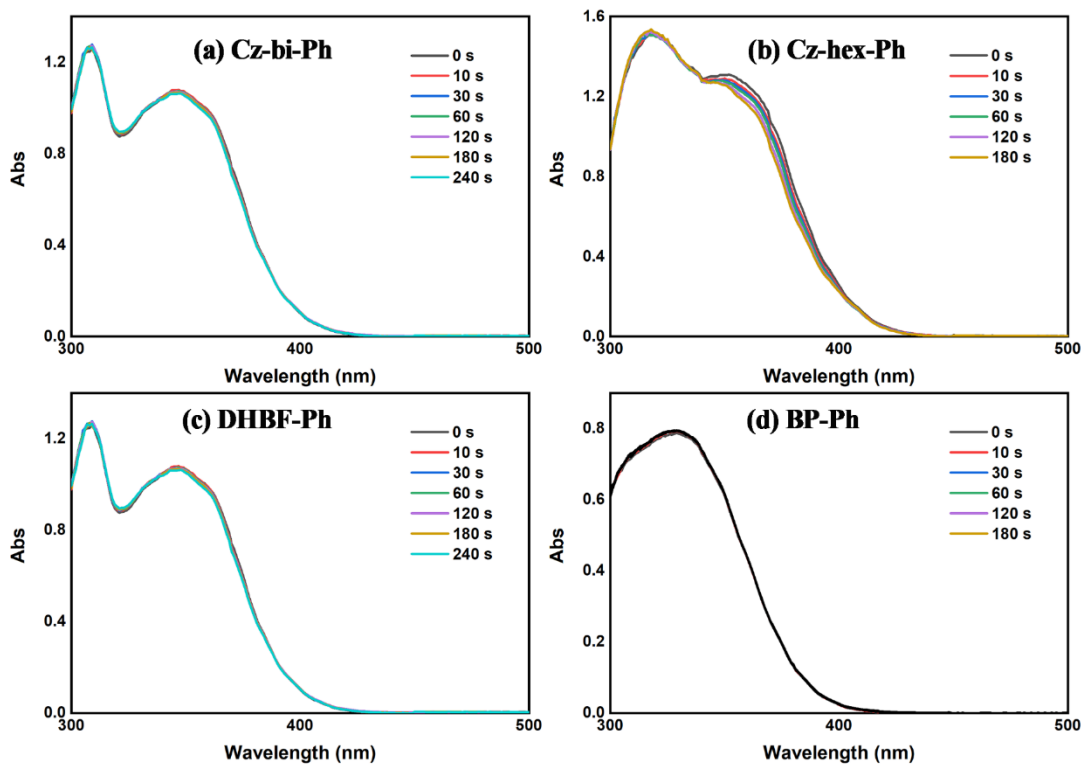 (a) Cz-bi-Ph
0 s
10 s
30 s
60 s
120 s
180 s
240 s
1.2
0.8
0.4
0.0
Abs
300
400
500
Wavelength (nm)
(b) Cz-hex-Ph
0 s
10 s
30 s
60 s
120 s
180 s
1.6
1.2
0.8
0.4
0.0
Abs
300
400
500
Wavelength (nm)
(c) DHBF-Ph
0 s
10 s
30 s
60 s
120 s
180 s
240 s
1.2
0.8
0.4
0.0
Abs
300
400
500
Wavelength (nm)
(d) BP-Ph
0 s
10 s
30 s
60 s
120 s
180 s
0.8
0.6
0.4
0.2
0.0
Abs
300
400
500
Wavelength (nm)